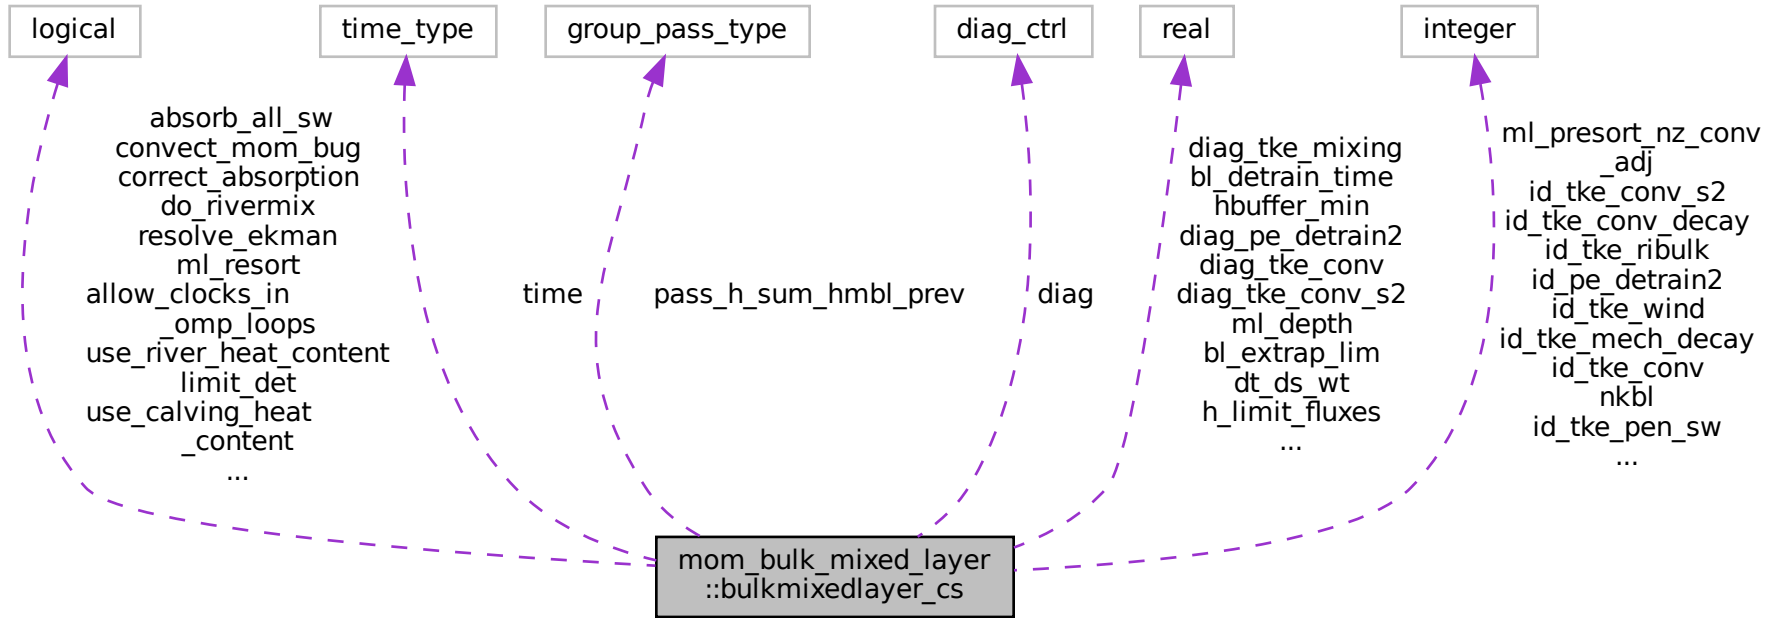 logical
time_type
group_pass_type
diag_ctrl
real
integer
absorb_all_sw
convect_mom_bug
correct_absorption
do_rivermix
resolve_ekman
ml_resort
allow_clocks_in
_omp_loops
use_river_heat_content
limit_det
use_calving_heat
_content
...
time
pass_h_sum_hmbl_prev
diag
diag_tke_mixing
bl_detrain_time
hbuffer_min
diag_pe_detrain2
diag_tke_conv
diag_tke_conv_s2
ml_depth
bl_extrap_lim
dt_ds_wt
h_limit_fluxes
...
ml_presort_nz_conv
_adj
id_tke_conv_s2
id_tke_conv_decay
id_tke_ribulk
id_pe_detrain2
id_tke_wind
id_tke_mech_decay
id_tke_conv
nkbl
id_tke_pen_sw
...
mom_bulk_mixed_layer
::bulkmixedlayer_cs